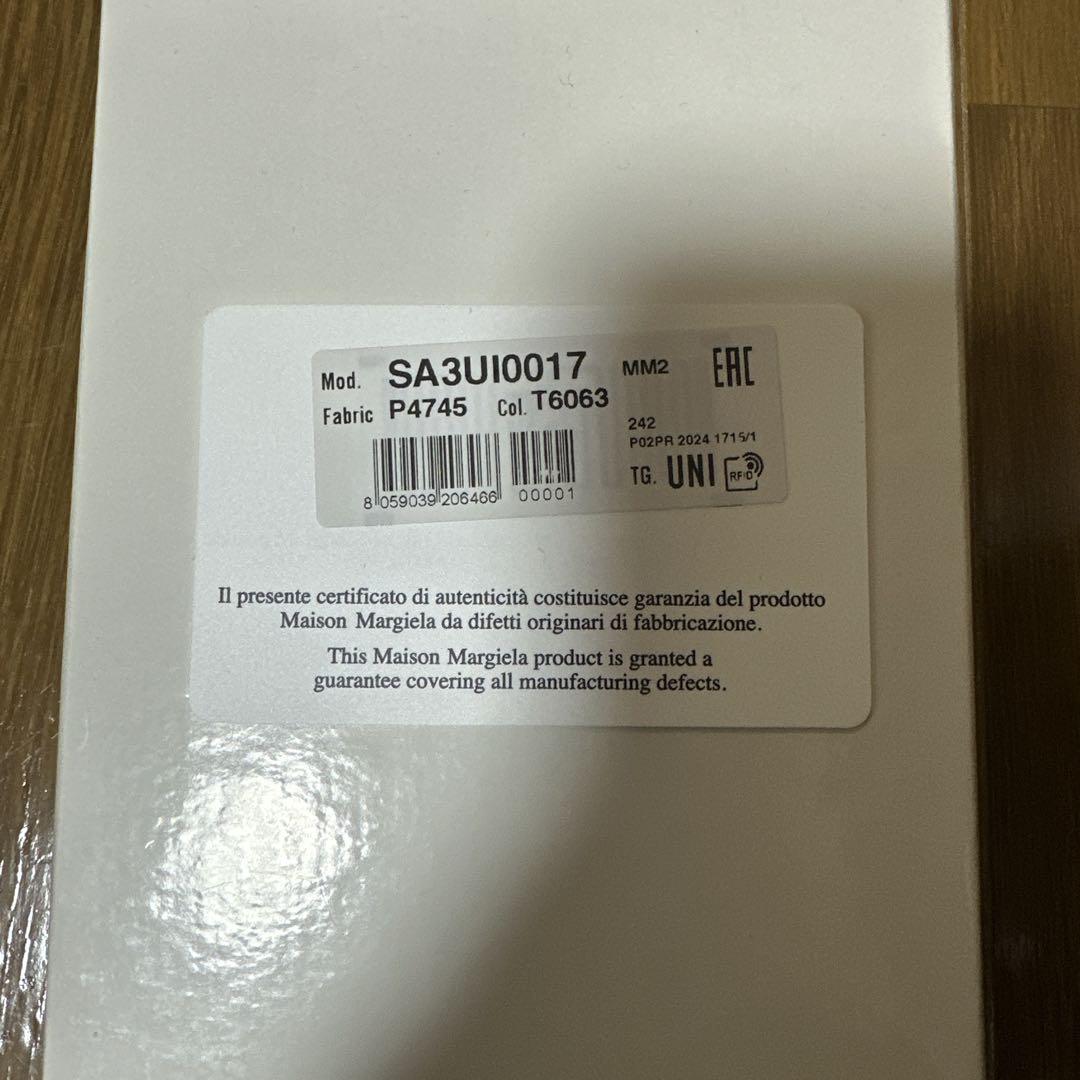 Mod. SA3UI0017 MM2 EAC
Fabric P4745 Col. T6063
242
P02PR 2024 1715/1
TG. UNI RFID
8 059039 206466 00001
Il presente certificato di autenticità costituisce garanzia del prodotto
Maison Margiela da difetti originari di fabbricazione.
This Maison Margiela product is granted a
guarantee covering all manufacturing defects.